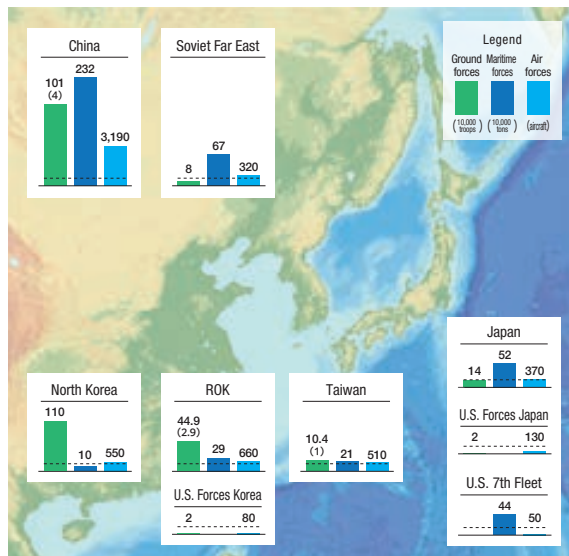 China
232
101
(4)
3,190
Soviet Far East
67
8
320
Legend
Ground Maritime Air
forces forces forces
(10,000 troops) (10,000 tons) (aircraft)
North Korea
110
10 550
ROK
44.9
(2.9)
29 660
U.S. Forces Korea
2 80
Taiwan
10.4
(1)
21 510
Japan
52
14 370
U.S. Forces Japan
2 130
U.S. 7th Fleet
44
50